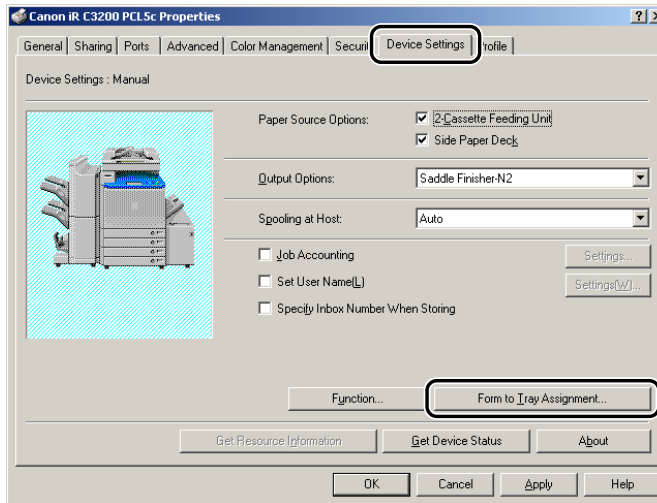 Canon iR C3200 PCL5c Properties
General Sharing Ports Advanced Color Management Securit Device Settings rofile
Device Settings : Manual
Paper Source Options: 2-Cassette Feeding Unit
Side Paper Deck
Output Options: Saddle Finisher-N2
Spooling at Host: Auto
Job Accounting Settings...
Set User Name(L) Settings(W)...
Specify Inbox Number When Storing
Function... Form to Tray Assignment...
Get Resource Information Get Device Status About
OK Cancel Apply Help